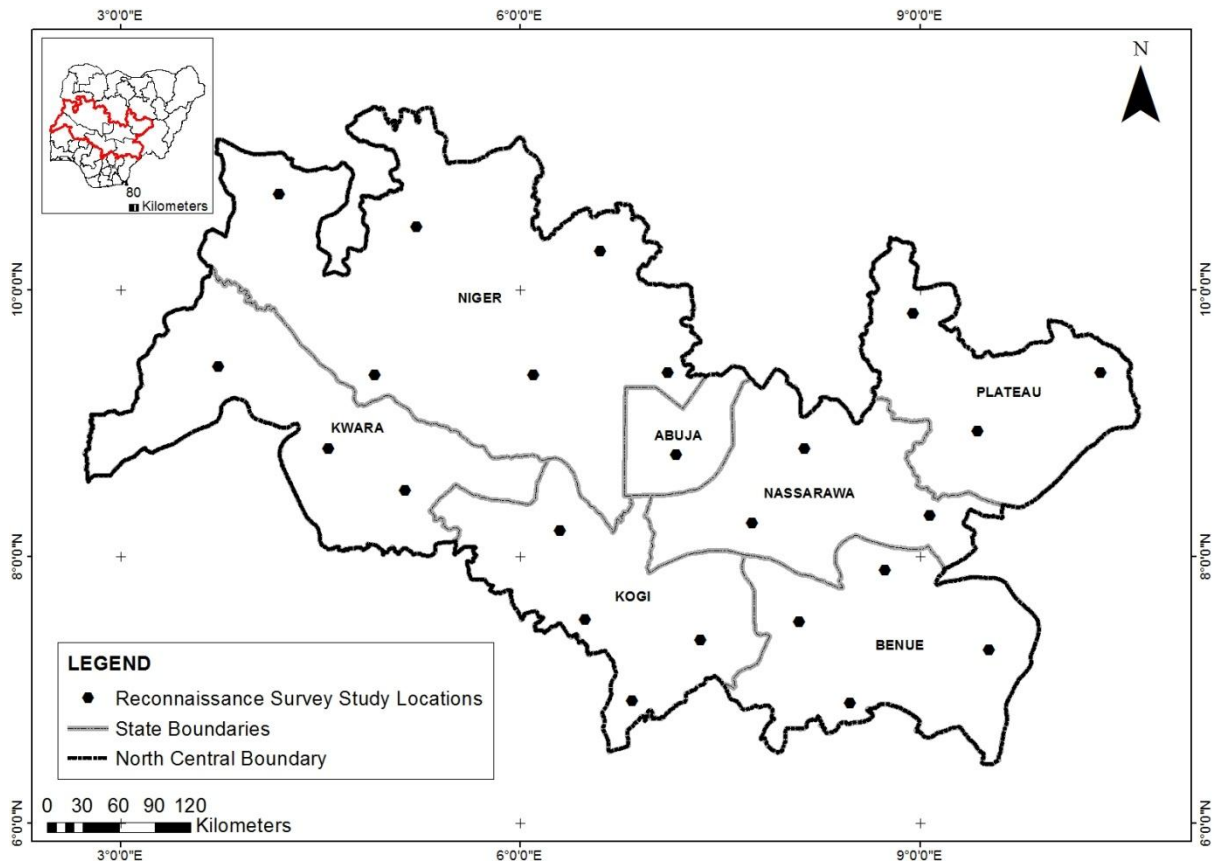 3°0'0"E 6°0'0"E 9°0'0"E
N
80
Kilometers
10°0'0"N 10°0'0"N
NIGER
PLATEAU
KWARA
ABUJA
NASSARAWA
8°0'0"N 8°0'0"N
KOGI
BENUE
LEGEND
Reconnaissance Survey Study Locations
State Boundaries
North Central Boundary
0 30 60 90 120
Kilometers
6°0'0"N 6°0'0"N
3°0'0"E 6°0'0"E 9°0'0"E